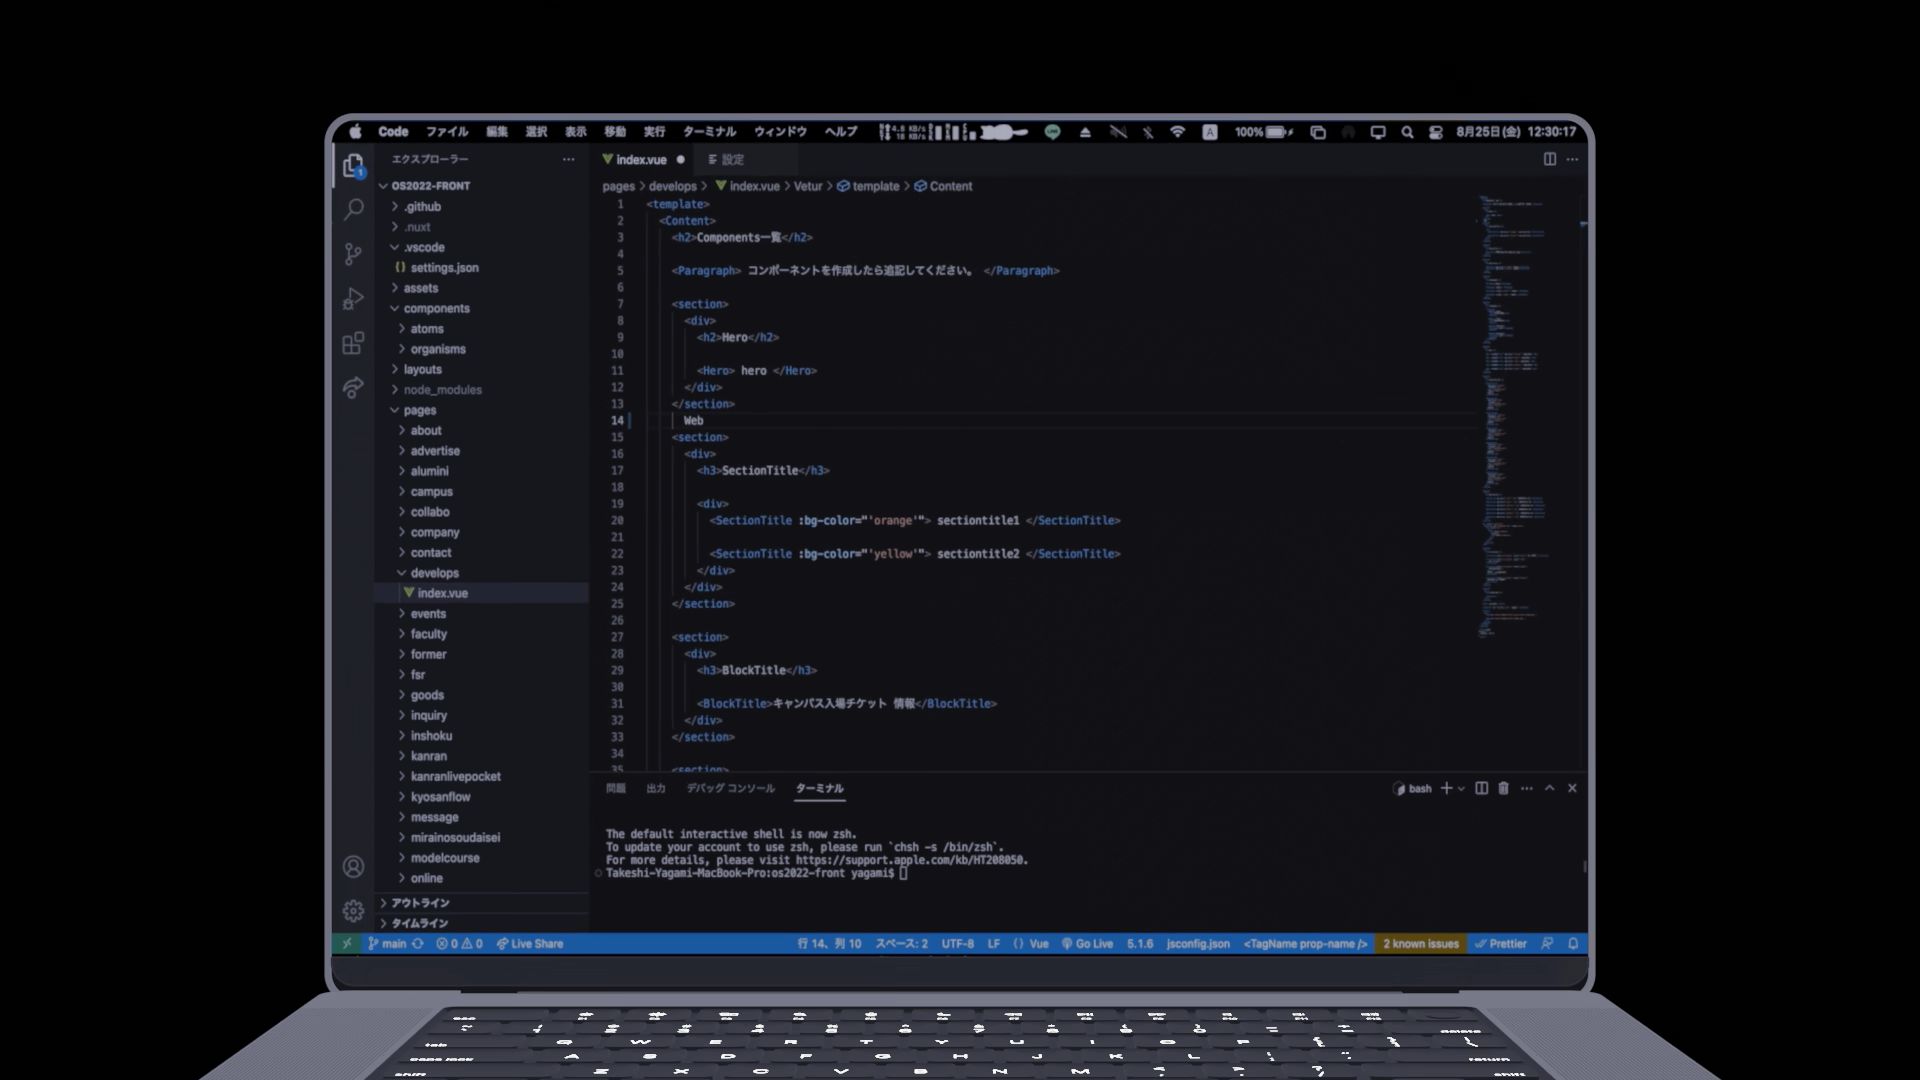 Code ファイル 編集 選択 表示 移動 実行 ターミナル ウィンドウ ヘルプ 4.6 KB/s 18 KB/s A 100% 8月25日(金) 12:30:17
エクスプローラー
index.vue
設定
1
OS2022-FRONT
.github
.nuxt
.vscode
{} settings.json
assets
components
atoms
organisms
layouts
node_modules
pages
about
advertise
alumini
campus
collabo
company
contact
develops
index.vue
events
faculty
former
fsr
goods
inquiry
inshoku
kanran
kanranlivepocket
kyosanflow
message
mirainosoudaisei
modelcourse
online
アウトライン
タイムライン
pages > develops > index.vue > Vetur > template > Content
1 <template>
2 <Content>
3 <h2>Components一覧</h2>
4
5 <Paragraph> コンポーネントを作成したら追記してください。 </Paragraph>
6
7 <section>
8 <div>
9 <h2>Hero</h2>
10
11 <Hero> hero </Hero>
12 </div>
13 </section>
14 Web
15 <section>
16 <div>
17 <h3>SectionTitle</h3>
18
19 <div>
20 <SectionTitle :bg-color="'orange'"> sectiontitle1 </SectionTitle>
21
22 <SectionTitle :bg-color="'yellow'"> sectiontitle2 </SectionTitle>
23 </div>
24 </div>
25 </section>
26
27 <section>
28 <div>
29 <h3>BlockTitle</h3>
30
31 <BlockTitle>キャンパス入場チケット 情報</BlockTitle>
32 </div>
33 </section>
34
35 <section>
問題 出力 デバッグ コンソール ターミナル bash
The default interactive shell is now zsh.
To update your account to use zsh, please run `chsh -s /bin/zsh`.
For more details, please visit https://support.apple.com/kb/HT208050.
Takeshi-Yagami-MacBook-Pro:os2022-front yagami$
main 0 0 Live Share 行 14、列 10 スペース: 2 UTF-8 LF {} Vue Go Live 5.1.6 jsconfig.json <TagName prop-name /> 2 known issues Prettier
Q W E R T Y U I O P
A S D F G H J K L
Z X C V B N M